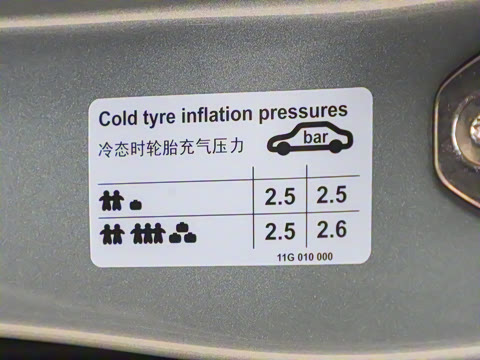 Cold tyre inflation pressures
冷态时轮胎充气压力
bar
2.5 2.5
2.5 2.6
11G 010 000